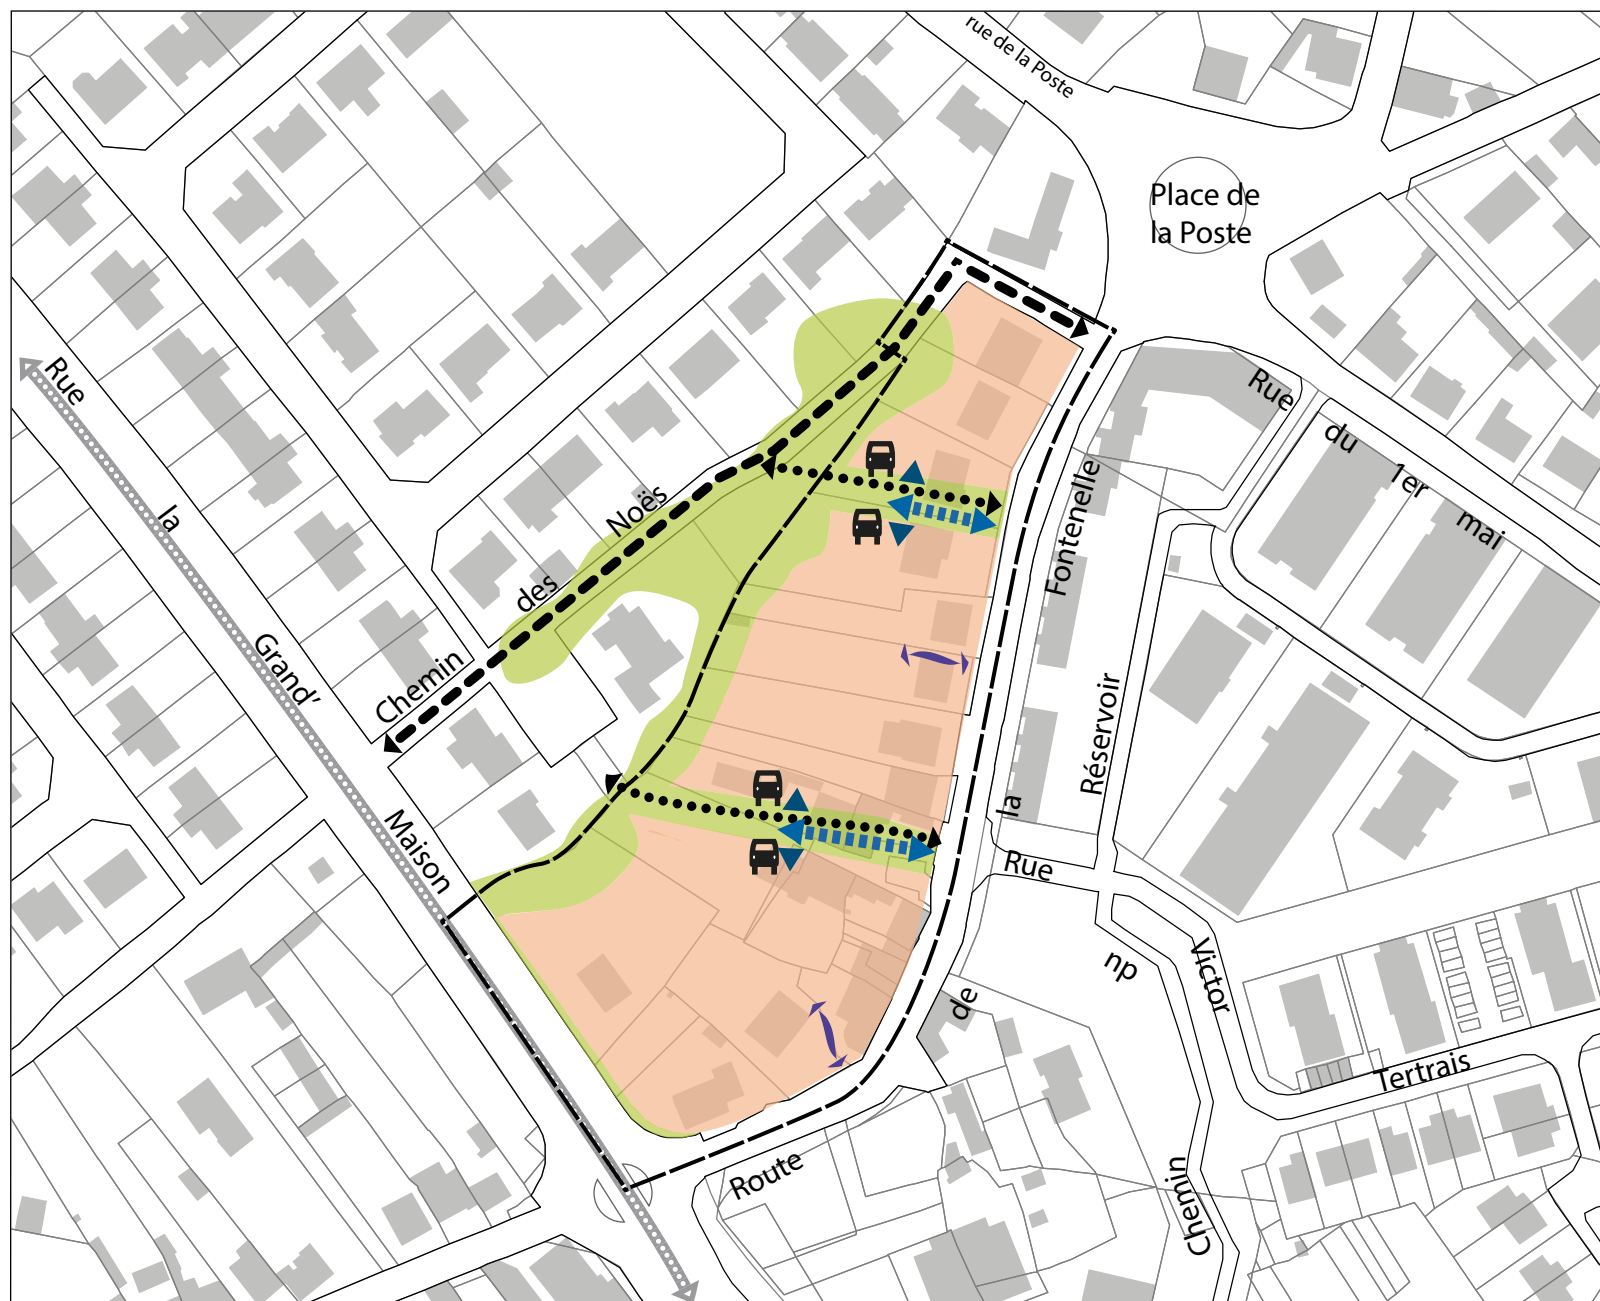 rue de la Poste
Place de
la Poste
Rue
la
Grand'
Maison
Chemin
des
Noës
Rue
du
1er
mai
Route
de
la
Fontenelle
Rue
Victor
Tertrais
Chemin
du
Réservoir